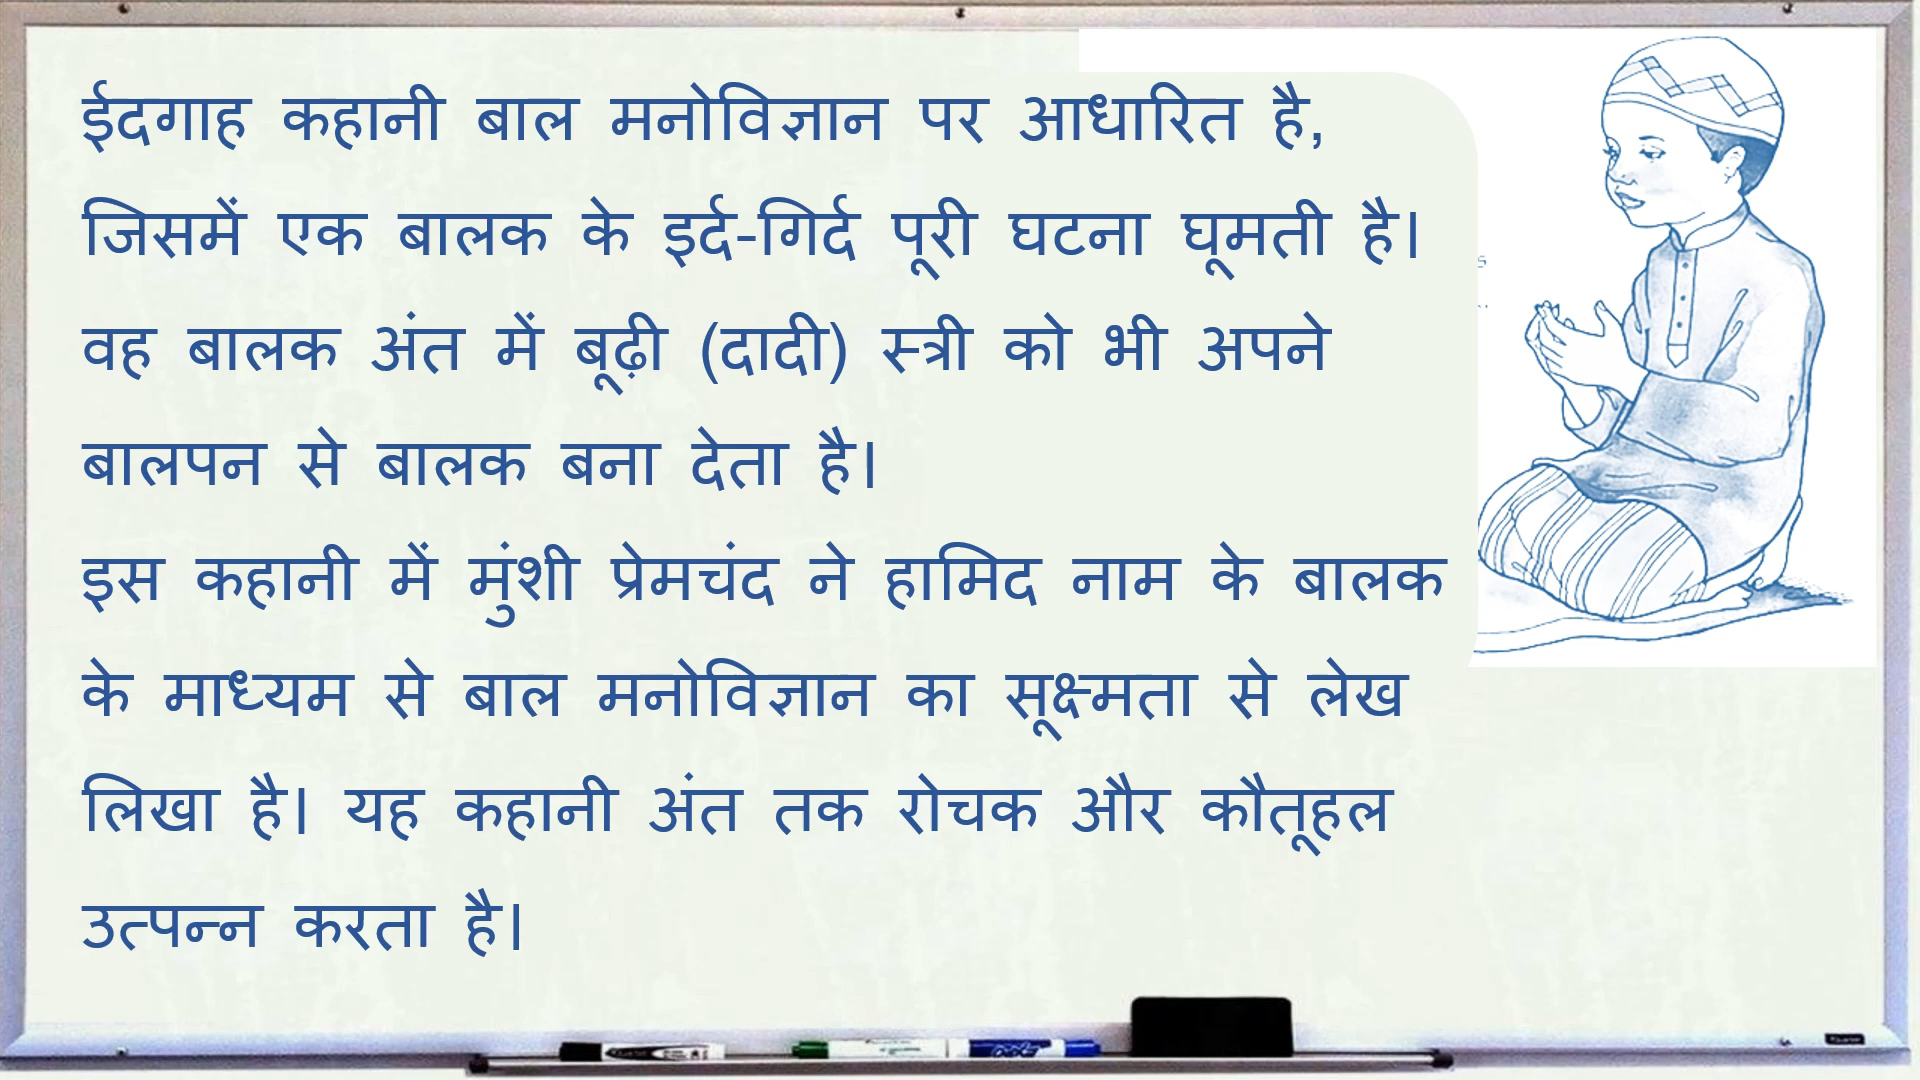 ईदगाह कहानी बाल मनोविज्ञान पर आधारित है,
जिसमें एक बालक के इर्द-गिर्द पूरी घटना घूमती है।
वह बालक अंत में बूढ़ी (दादी) स्त्री को भी अपने
बालपन से बालक बना देता है।
इस कहानी में मुंशी प्रेमचंद ने हामिद नाम के बालक
के माध्यम से बाल मनोविज्ञान का सूक्ष्मता से लेख
लिखा है। यह कहानी अंत तक रोचक और कौतूहल
उत्पन्न करता है।